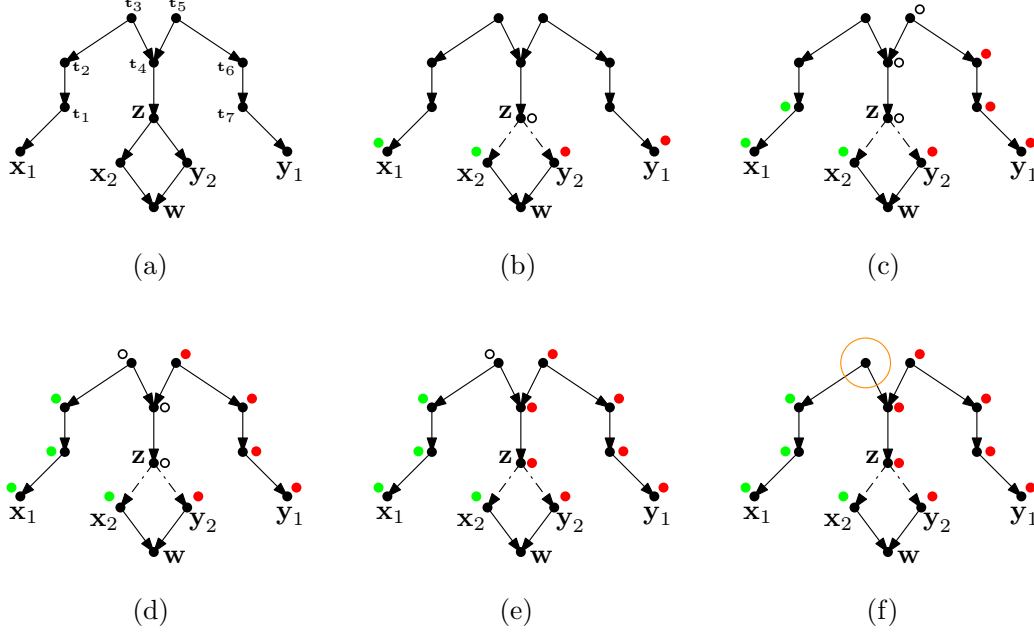 t₃ t₅
t₂ t₄ t₆
t₁ z t₇ z z
x₁ x₂ y₂ y₁ x₁ x₂ y₂ y₁ x₁ x₂ y₂ y₁
w w w
(a) (b) (c)
z z z
x₁ x₂ y₂ y₁ x₁ x₂ y₂ y₁ x₁ x₂ y₂ y₁
w w w
(d) (e) (f)